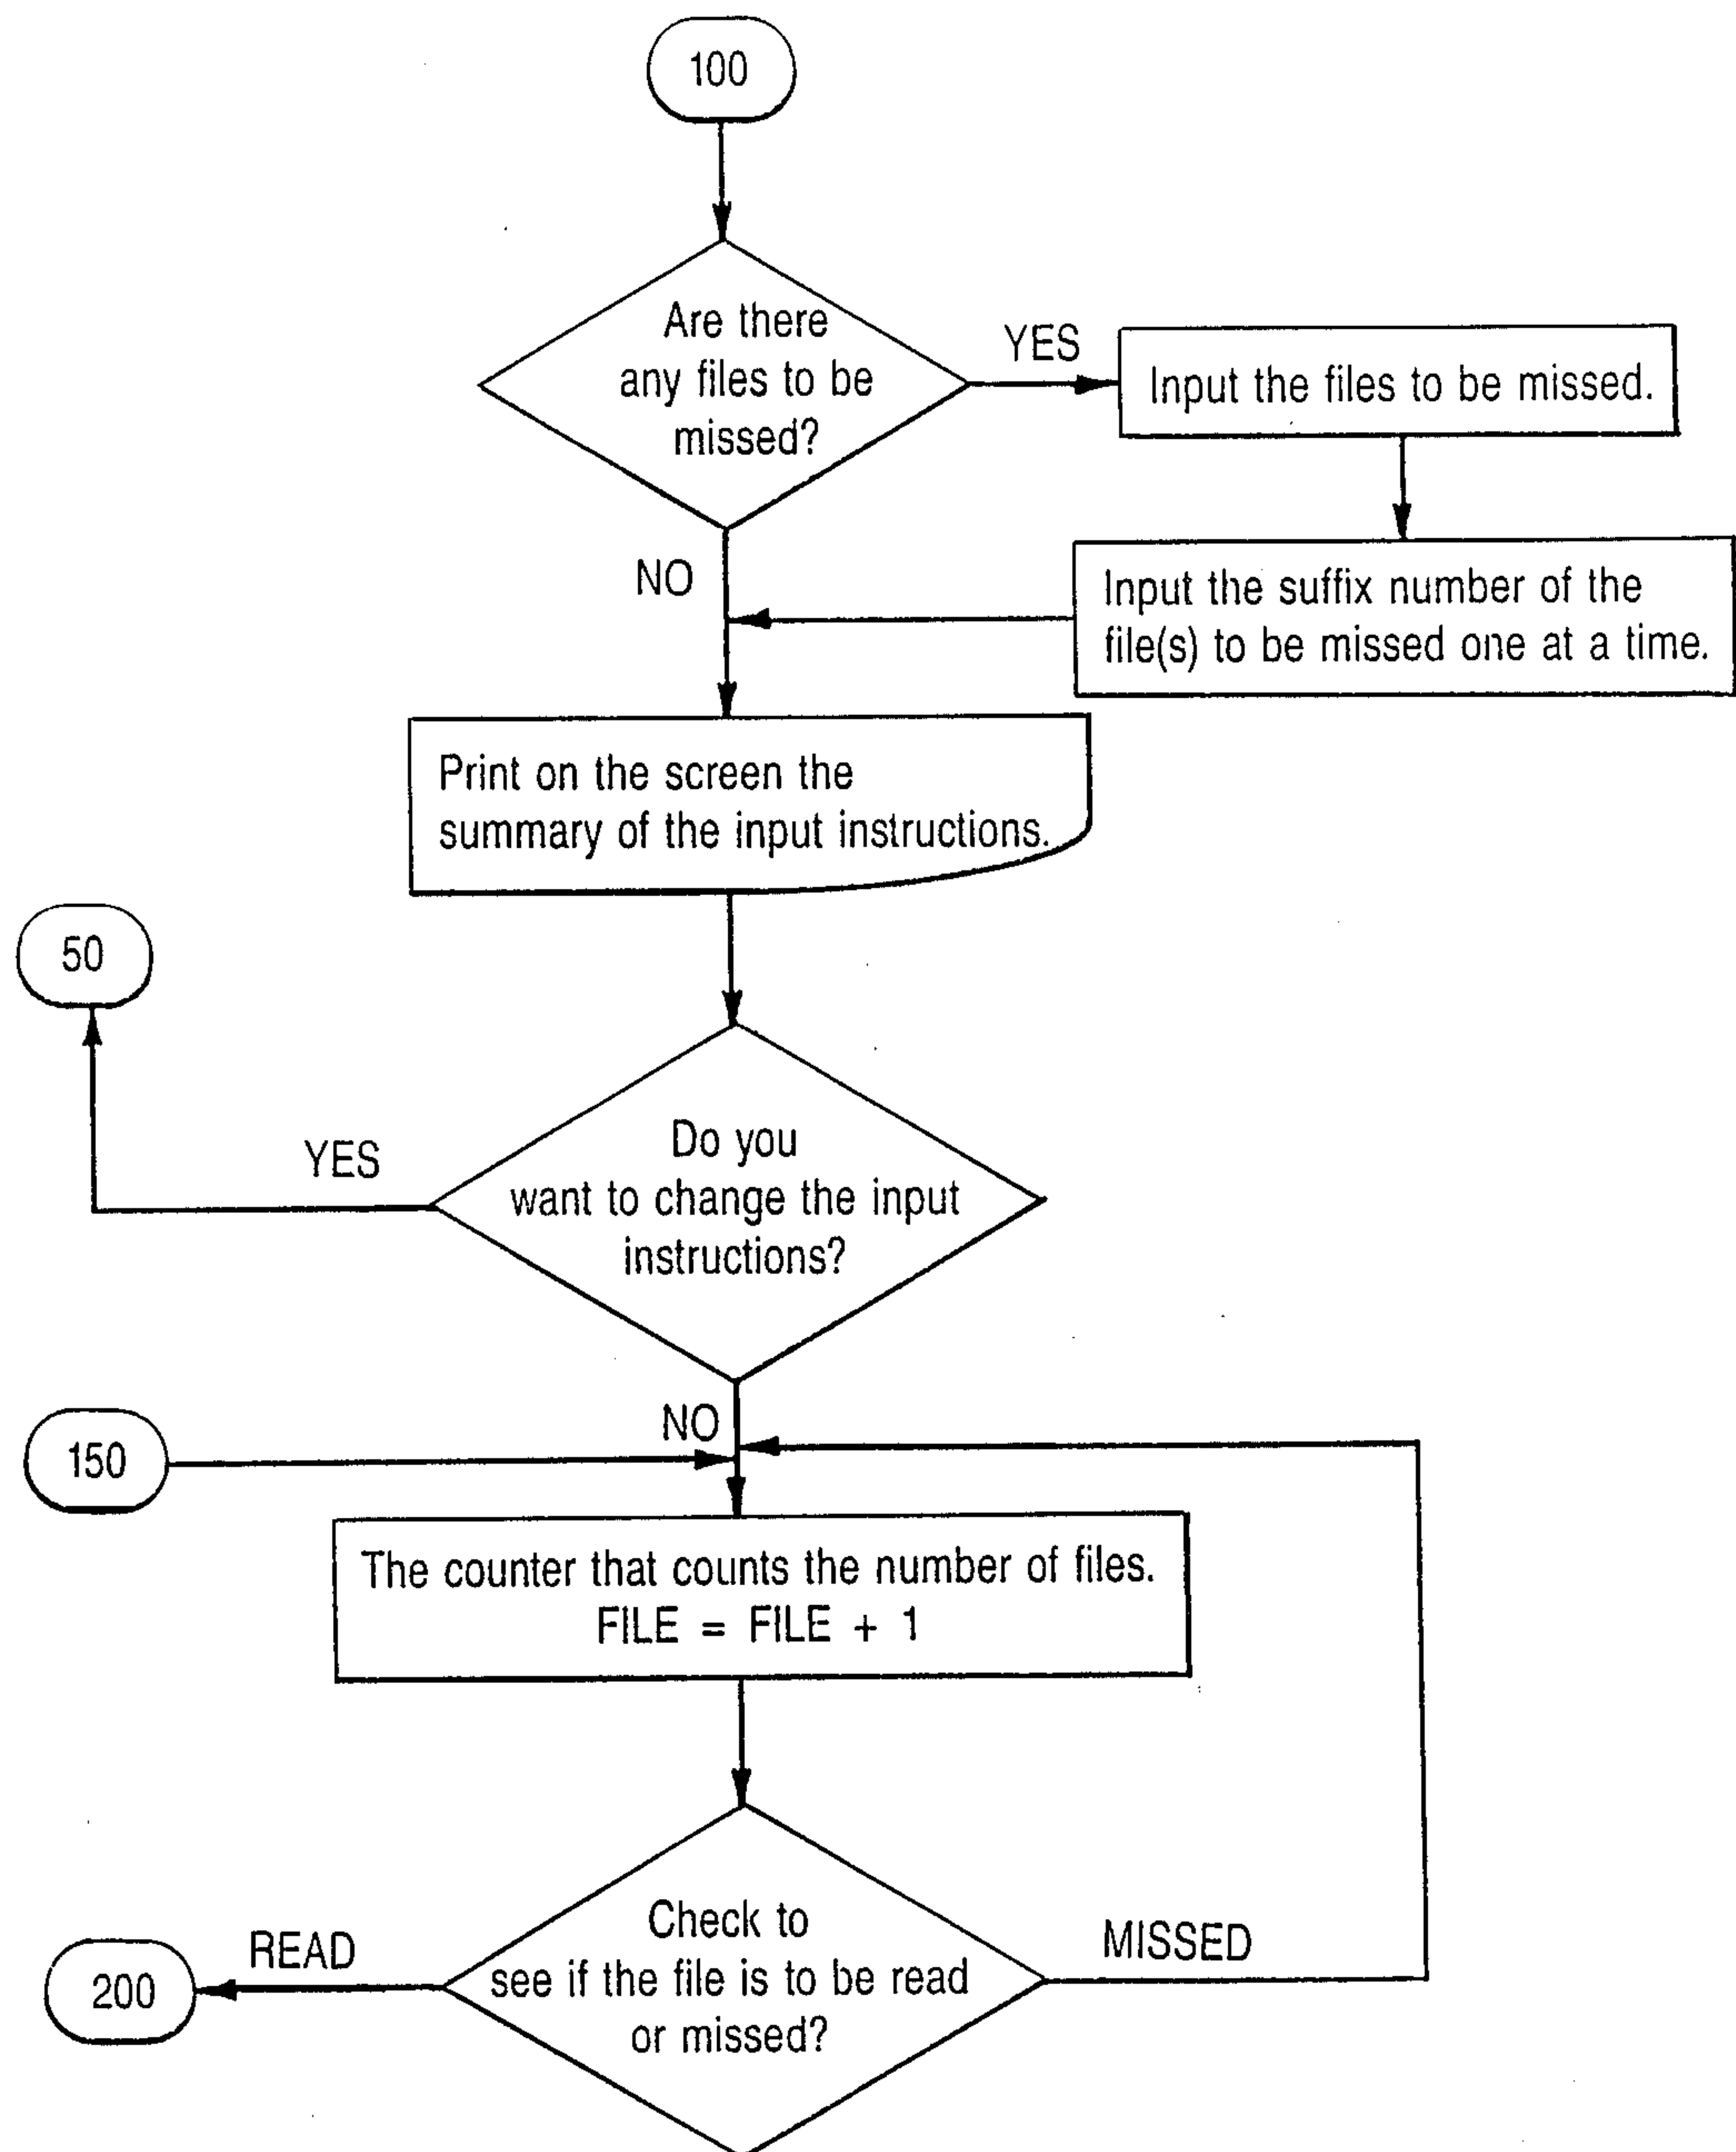 100
Are there
any files to be
missed?
YES
Input the files to be missed.
NO
Input the suffix number of the
file(s) to be missed one at a time.
Print on the screen the
summary of the input instructions.
50
YES
Do you
want to change the input
instructions?
NO
150
The counter that counts the number of files.
FILE = FILE + 1
Check to
see if the file is to be read
or missed?
READ
MISSED
200